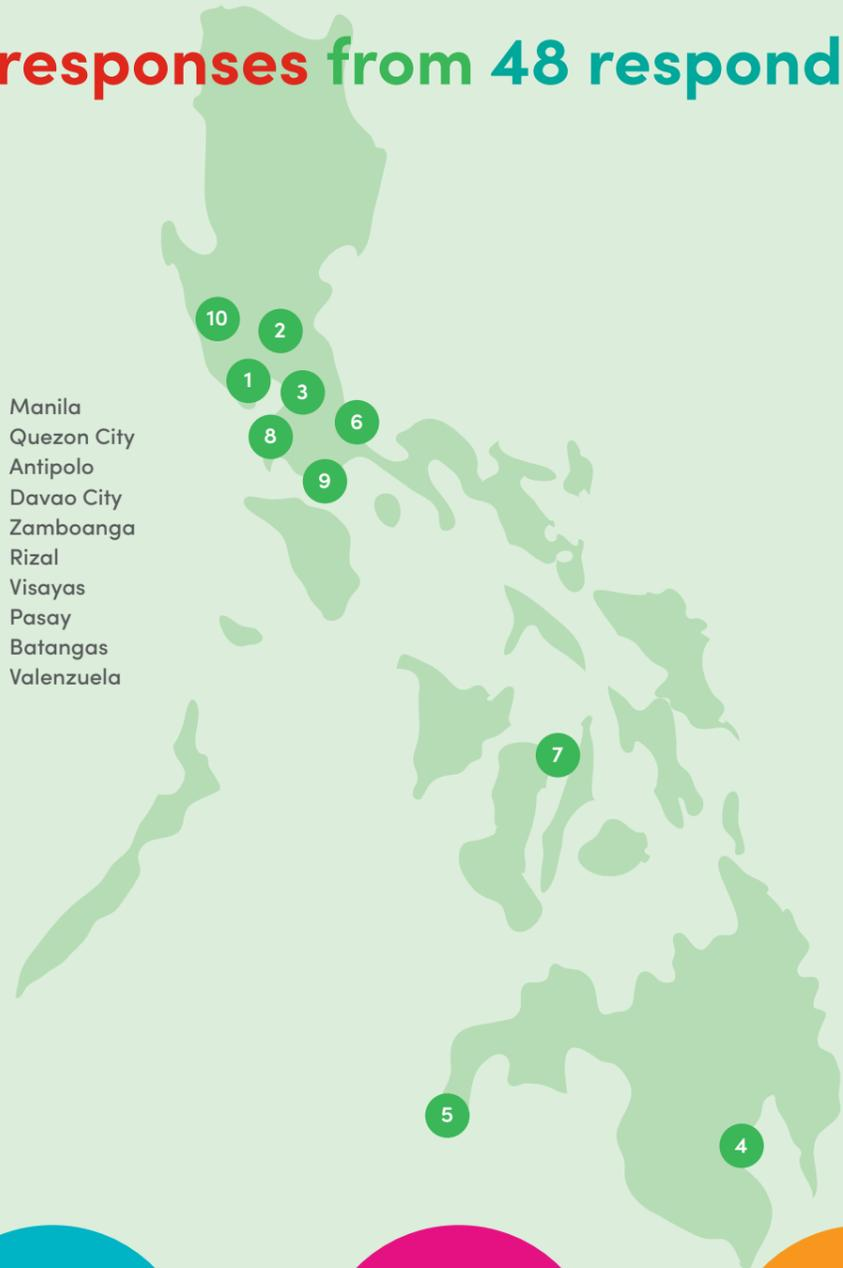 responses from 48 respond
10
2
1
3
6
8
9
Manila
Quezon City
Antipolo
Davao City
Zamboanga
Rizal
Visayas
Pasay
Batangas
Valenzuela
7
5
4